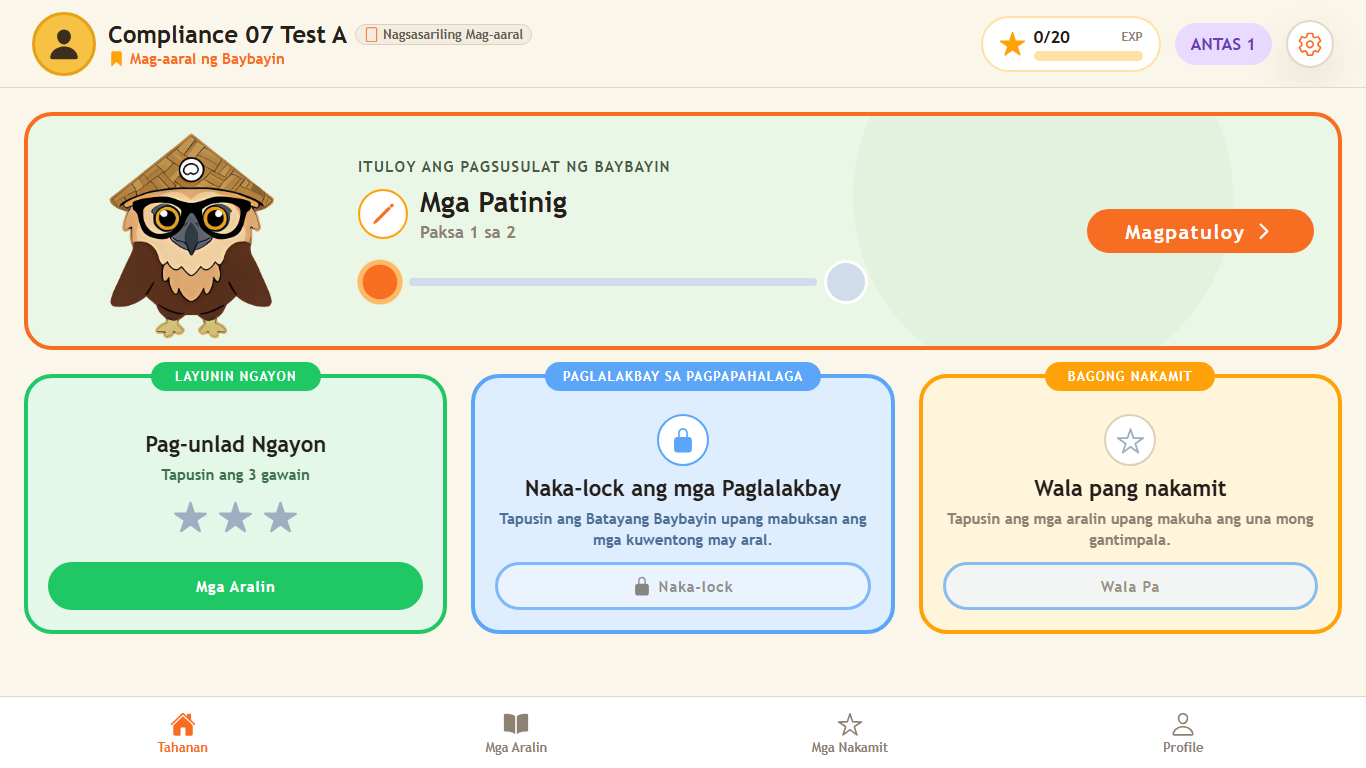 Compliance 07 Test A
Nagsasariling Mag-aaral
Mag-aaral ng Baybayin
0/20
EXP
ANTAS 1
ITULOY ANG PAGSUSULAT NG BAYBAYIN
Mga Patinig
Paksa 1 sa 2
Magpatuloy
LAYUNIN NGAYON
Pag-unlad Ngayon
Tapusin ang 3 gawain
Mga Aralin
PAGLALAKBAY SA PAGPAPAHALAGA
Naka-lock ang mga Paglalakbay
Tapusin ang Batayang Baybayin upang mabuksan ang
mga kuwentong may aral.
Naka-lock
BAGONG NAKAMIT
Wala pang nakamit
Tapusin ang mga aralin upang makuha ang una mong
gantimpala.
Wala Pa
Tahanan
Mga Aralin
Mga Nakamit
Profile